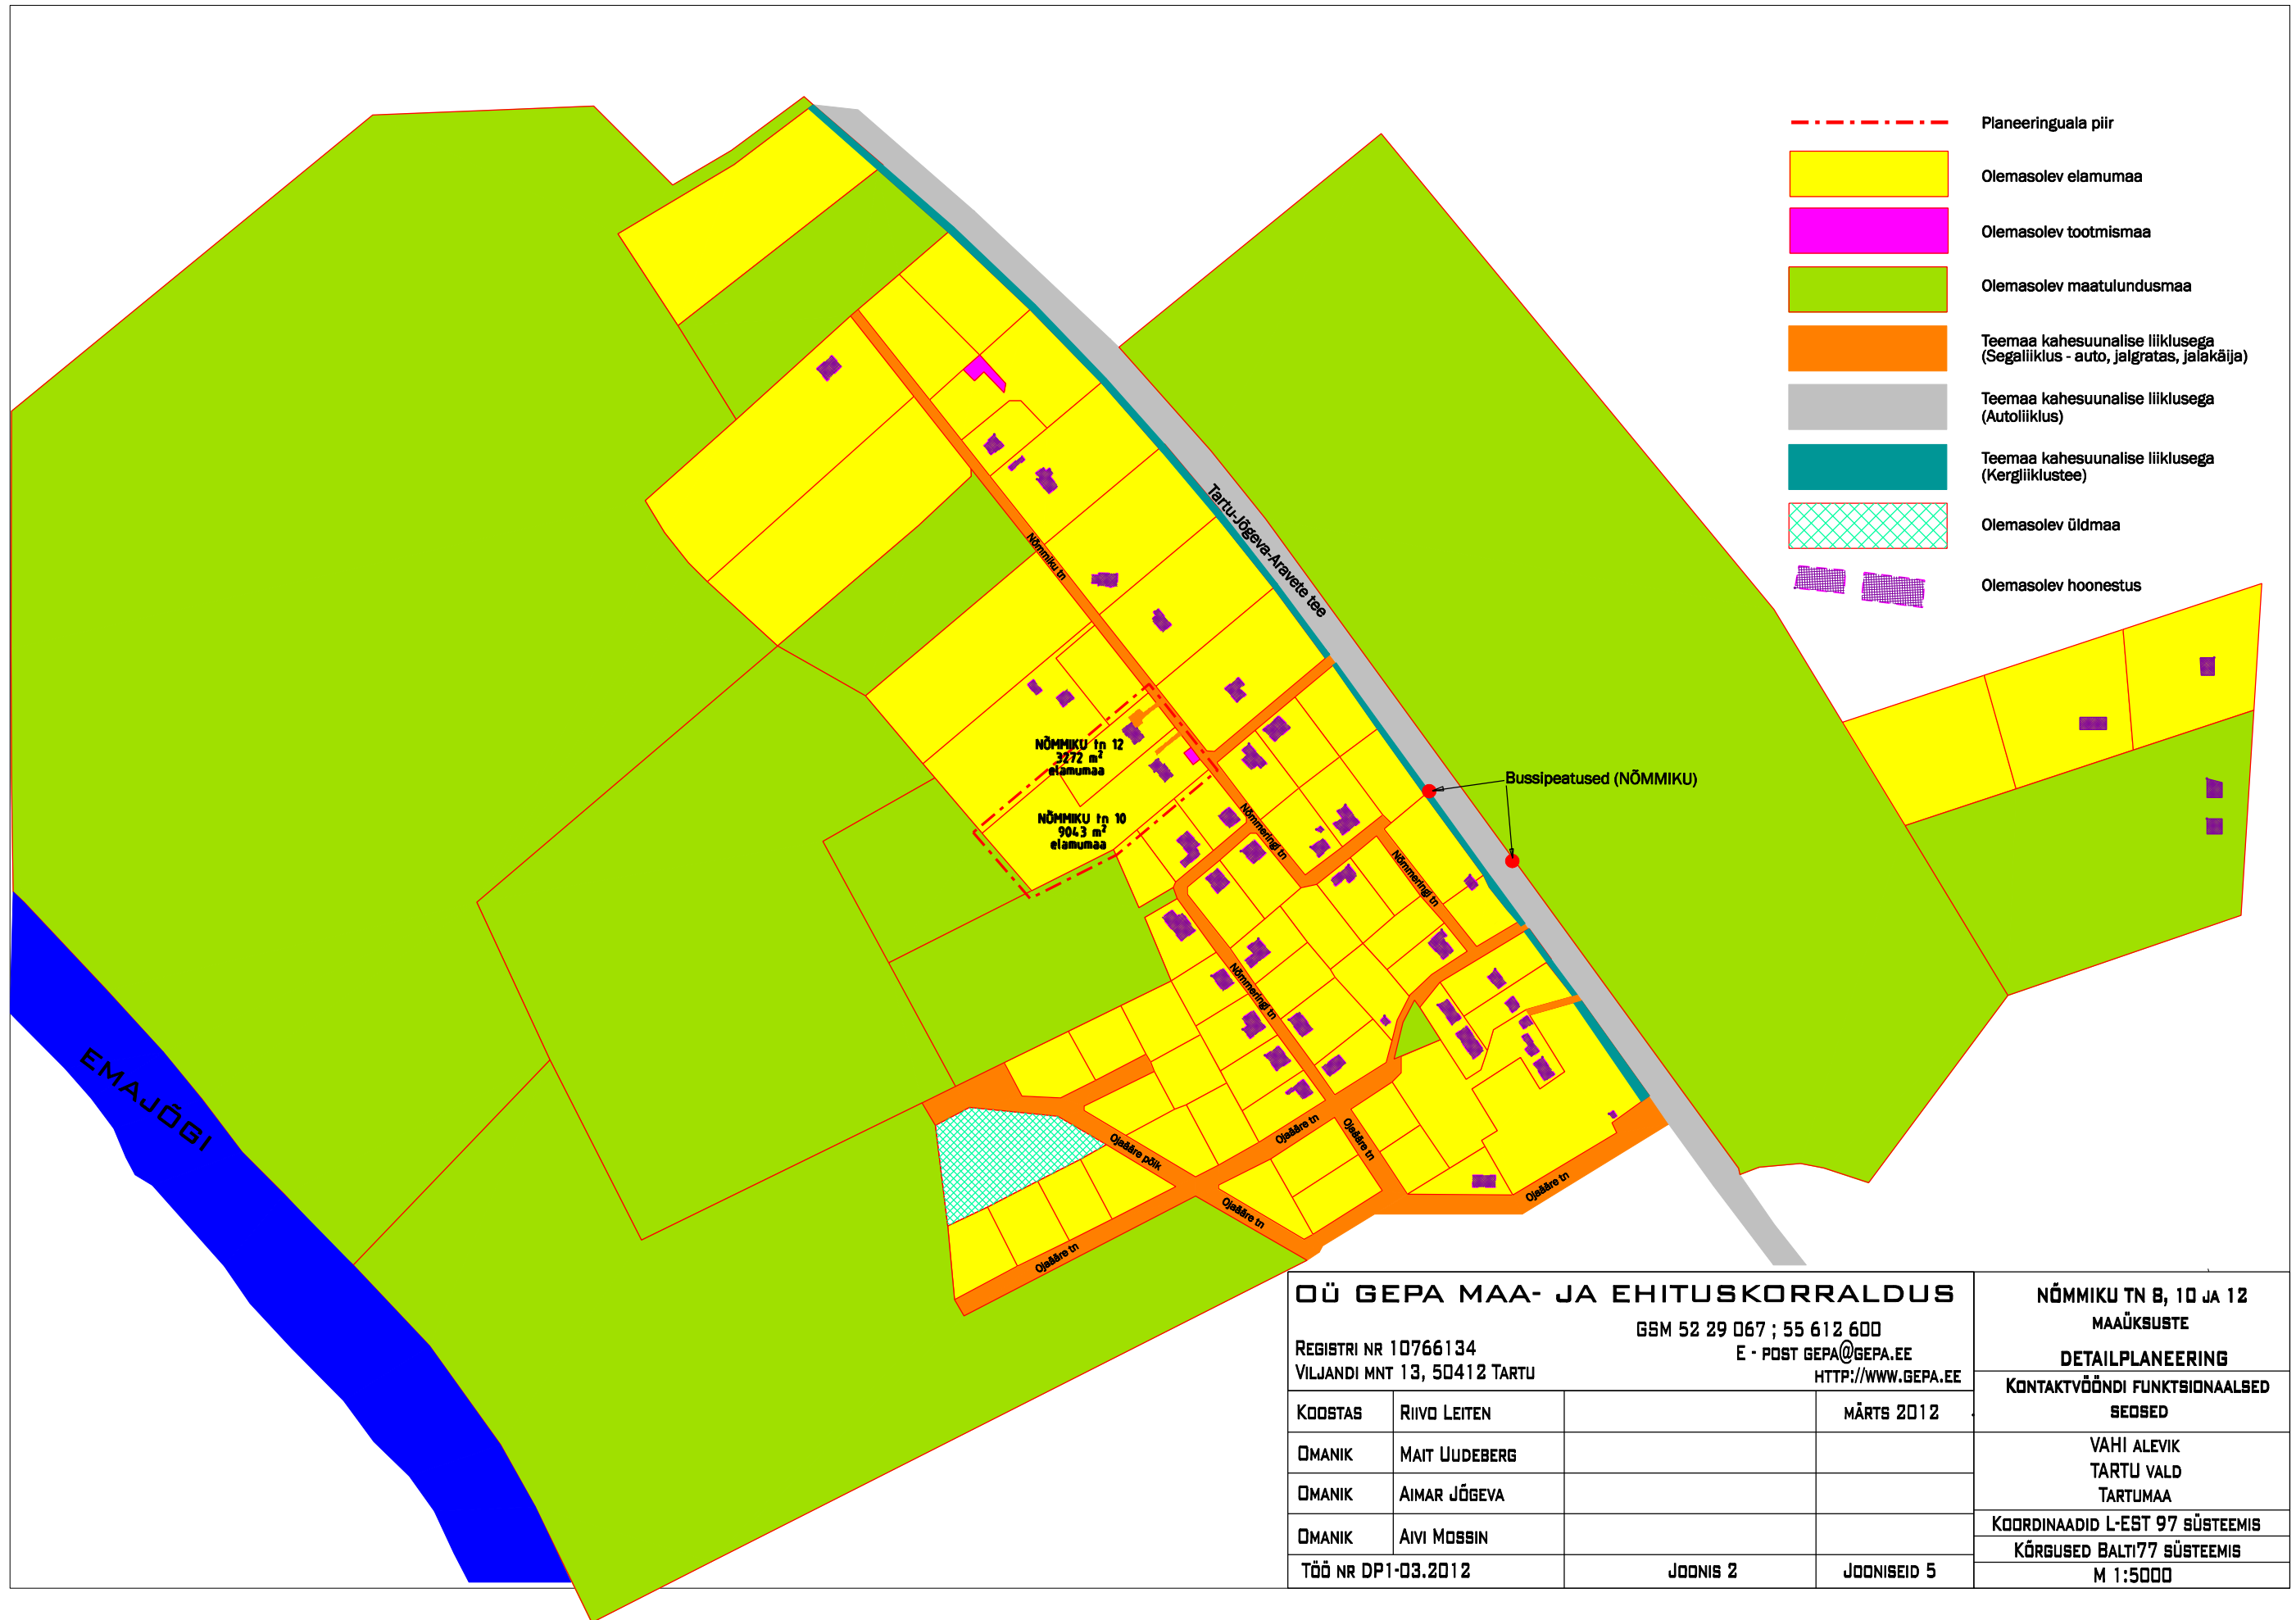 Planeeringuala piir
Olemasolev elamumaa
Olemasolev tootmismaa
Olemasolev maatulundusmaa
Teemaa kahesuunalise liiklusega
(Segaliiklus - auto, jalgratas, jalakäija)
Teemaa kahesuunalise liiklusega
(Autoliiklus)
Teemaa kahesuunalise liiklusega
(Kergliiklustee)
Olemasolev üldmaa
Olemasolev hoonestus
Tartu-Jõgeva-Aravete tee
Nõmmiku tn
NÕMMIKU tn 12
3272 m²
elamumaa
NÕMMIKU tn 10
9043 m²
elamumaa
Bussipeatused (NÕMMIKU)
Nõmmeringi tn
Nõmmeringi tn
Nõmmeringi tn
EMAJÕGI
Ojaääre põik
Ojaääre tn
Ojaääre tn
Ojaääre tn
Ojaääre tn
Ojaääre tn
OÜ GEPA MAA- JA EHITUSKORRALDUS
GSM 52 29 067 ; 55 612 600
REGISTRI NR 10766134
E - POST GEPA@GEPA.EE
VILJANDI MNT 13, 50412 TARTU
HTTP://WWW.GEPA.EE
KOOSTAS RIIVO LEITEN MÄRTS 2012
OMANIK MAIT UUDEBERG
OMANIK AIMAR JÕGEVA
OMANIK AIVI MOSSIN
TÖÖ NR DP1-03.2012 JOONIS 2 JOONISEID 5
NÕMMIKU TN 8, 10 JA 12
MAAÜKSUSTE
DETAILPLANEERING
KONTAKTVÖÖNDI FUNKTSIONAALSED
SEOSED
VAHI ALEVIK
TARTU VALD
TARTUMAA
KOORDINAADID L-EST 97 SÜSTEEMIS
KÕRGUSED BALTI77 SÜSTEEMIS
M 1:5000